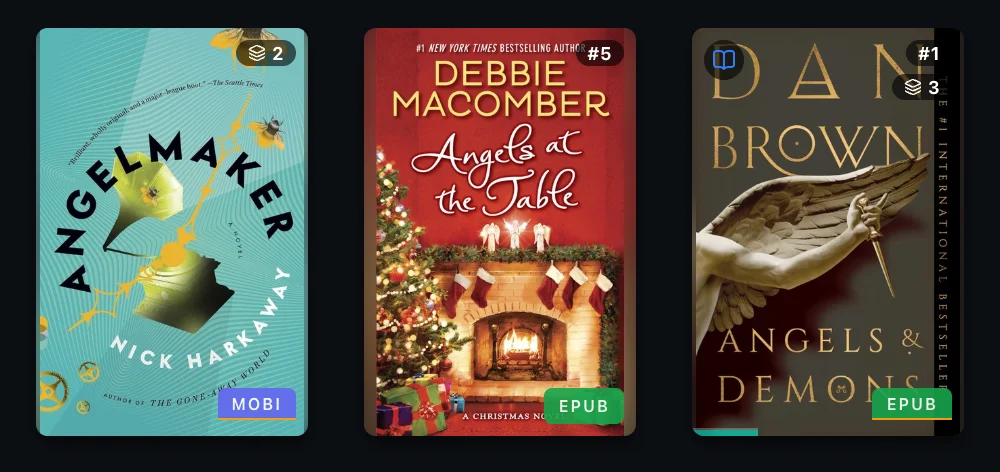 2
"Brilliant, wholly original, and a major-league hoot." —The Seattle Times
ANGELMAKER
A NOVEL
NICK HARKAWAY
AUTHOR OF THE GONE-AWAY WORLD
MOBI
#1 NEW YORK TIMES BESTSELLING AUTHOR
#5
DEBBIE
MACOMBER
Angels at
the Table
A CHRISTMAS NOVEL
EPUB
#1
3
DAN
BROWN
THE #1 INTERNATIONAL BESTSELLER
ANGELS &
DEMONS
EPUB